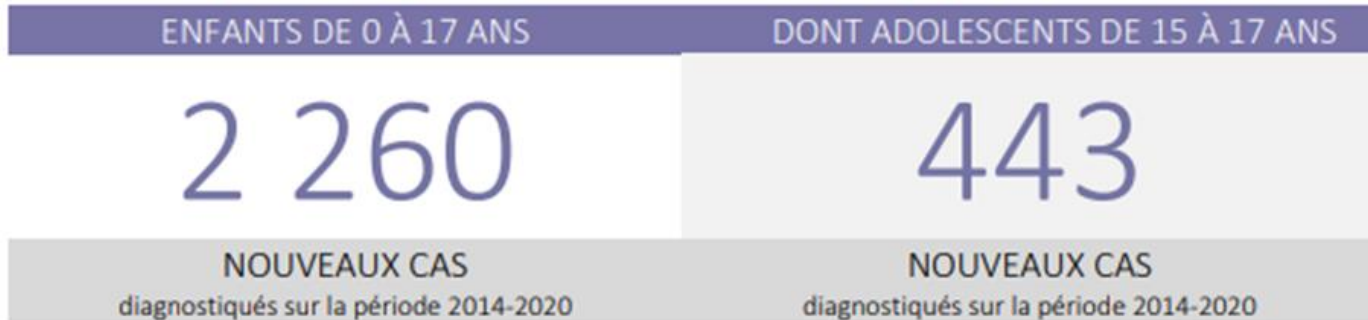 ENFANTS DE 0 À 17 ANS
2 260
NOUVEAUX CAS
diagnostiqués sur la période 2014-2020
DONT ADOLESCENTS DE 15 À 17 ANS
443
NOUVEAUX CAS
diagnostiqués sur la période 2014-2020